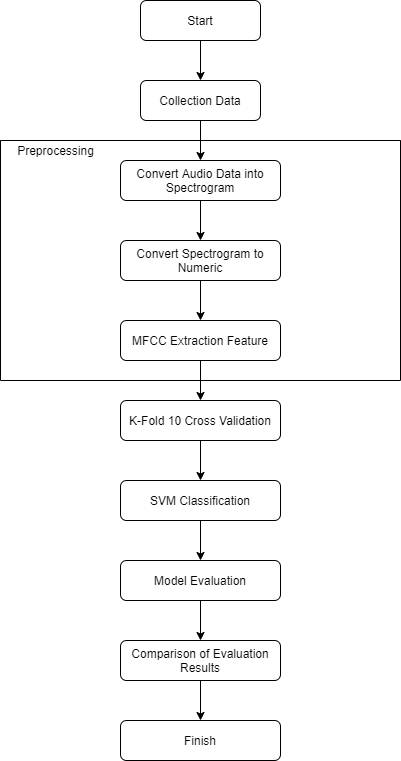 Start
Collection Data
Preprocessing
Convert Audio Data into
Spectrogram
Convert Spectrogram to
Numeric
MFCC Extraction Feature
K-Fold 10 Cross Validation
SVM Classification
Model Evaluation
Comparison of Evaluation
Results
Finish